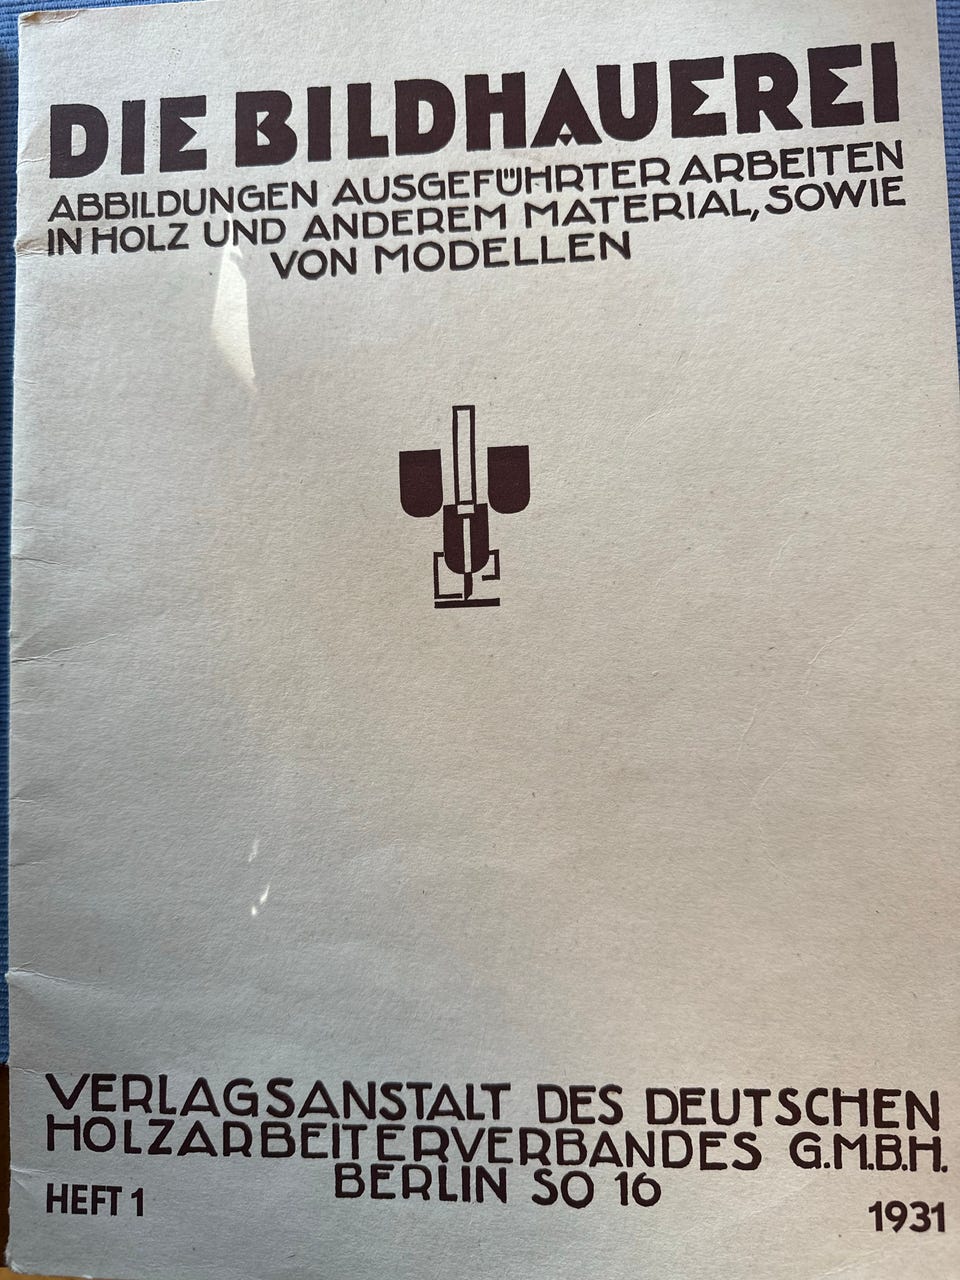 DIE BILDHAUEREI
ABBILDUNGEN AUSGEFÜHRTER ARBEITEN
IN HOLZ UND ANDEREM MATERIAL, SOWIE
VON MODELLEN
VERLAGSANSTALT DES DEUTSCHEN
HOLZARBEITERVERBANDES G.M.B.H.
BERLIN SO 16
HEFT 1
1931